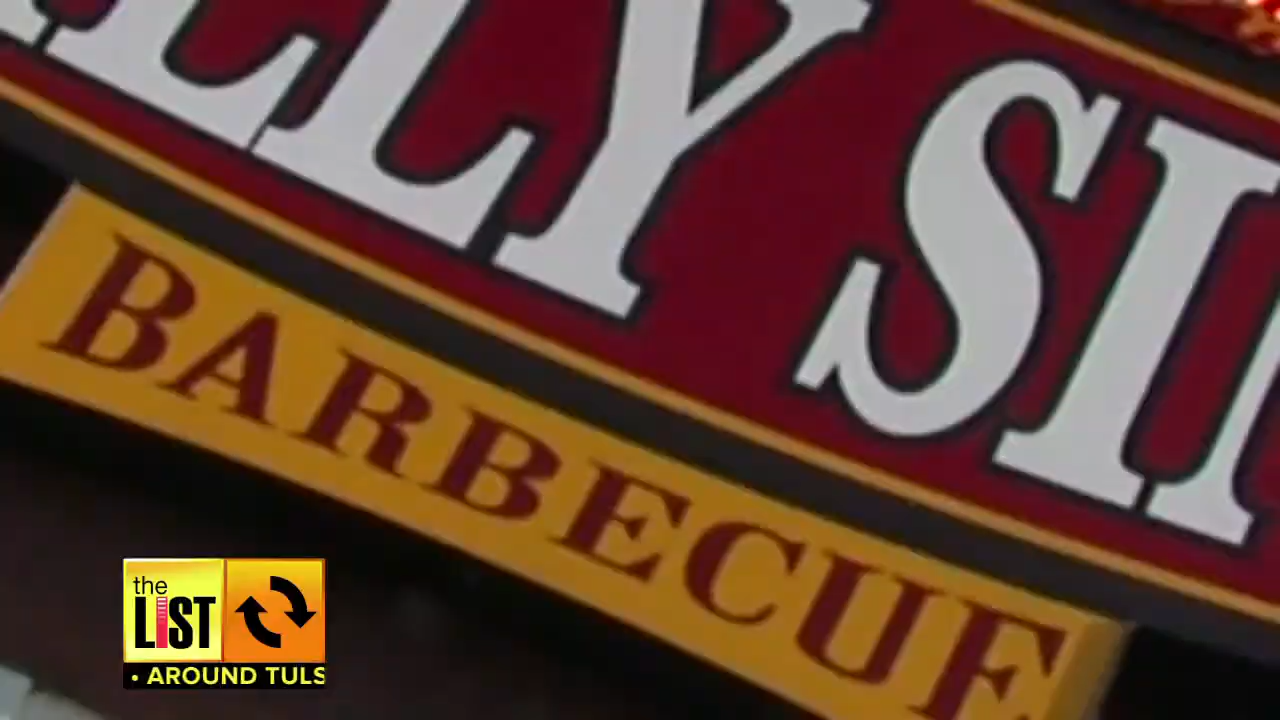 LLY SI
BARBECUE
the
LIST
• AROUND TULS